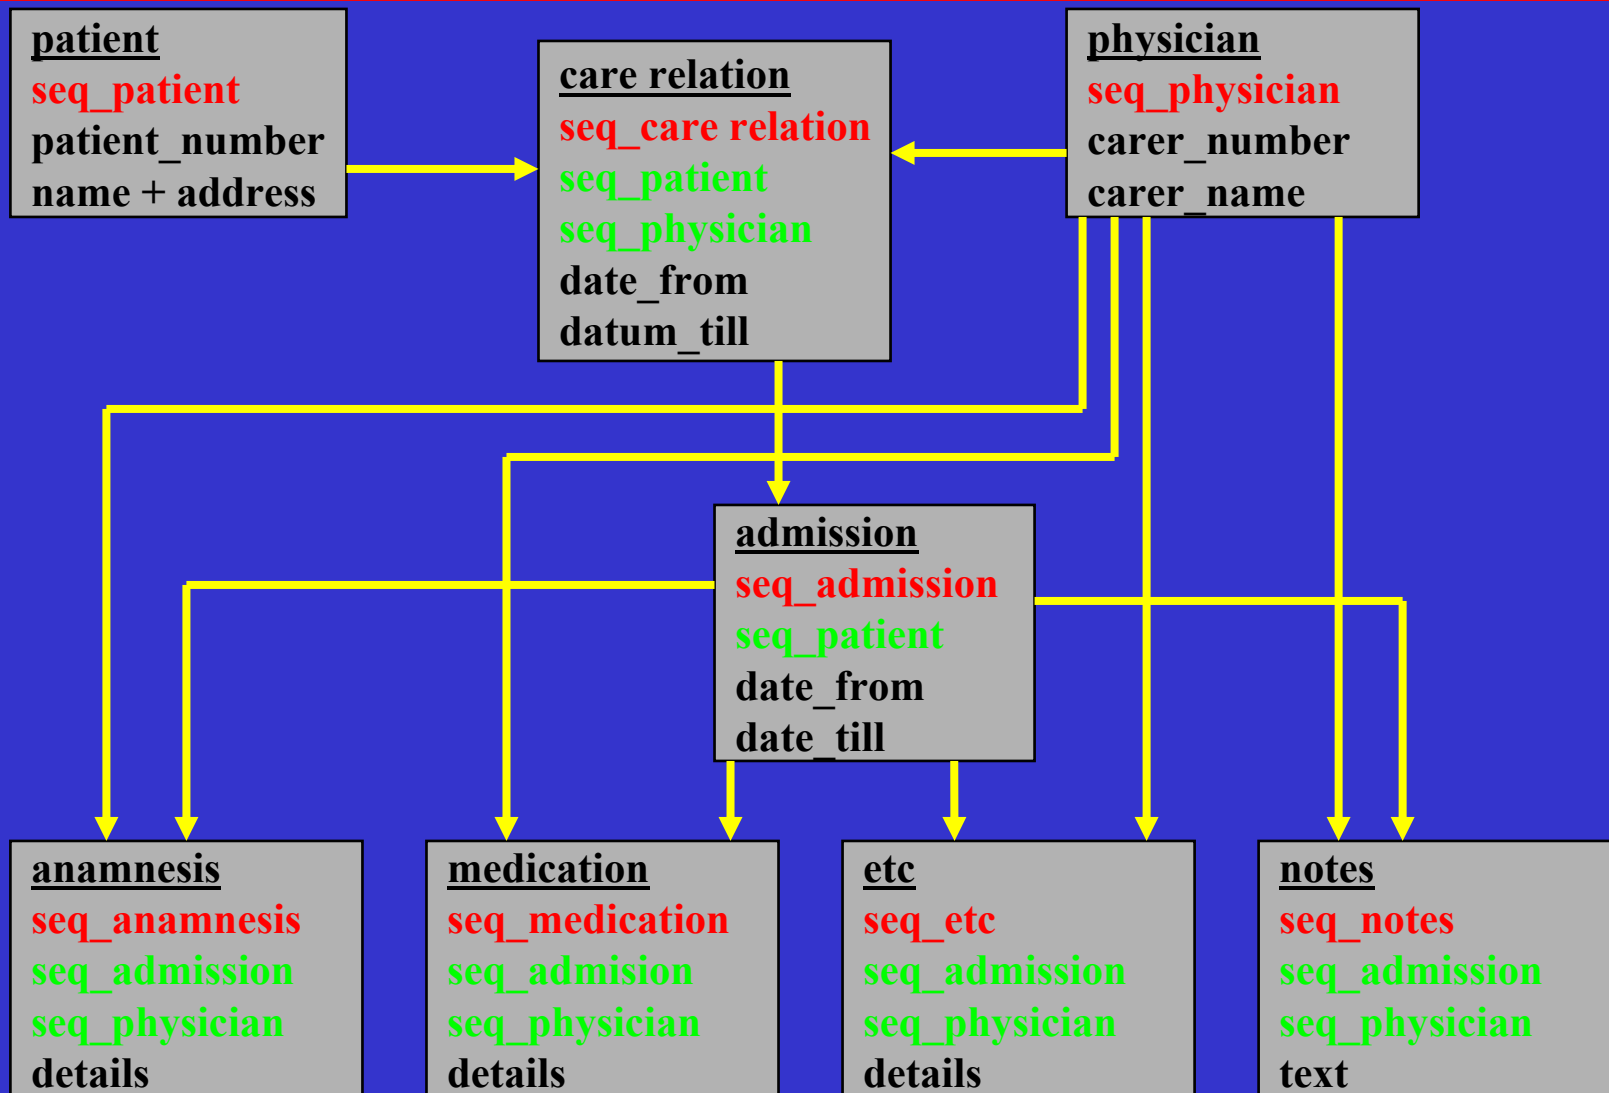 patient
seq_patient
patient_number
name + address
care relation
seq_care relation
seq_patient
seq_physician
date_from
datum_till
physician
seq_physician
carer_number
carer_name
admission
seq_admission
seq_patient
date_from
date_till
anamnesis
seq_anamnesis
seq_admission
seq_physician
details
medication
seq_medication
seq_admision
seq_physician
details
etc
seq_etc
seq_admission
seq_physician
details
notes
seq_notes
seq_admission
seq_physician
text